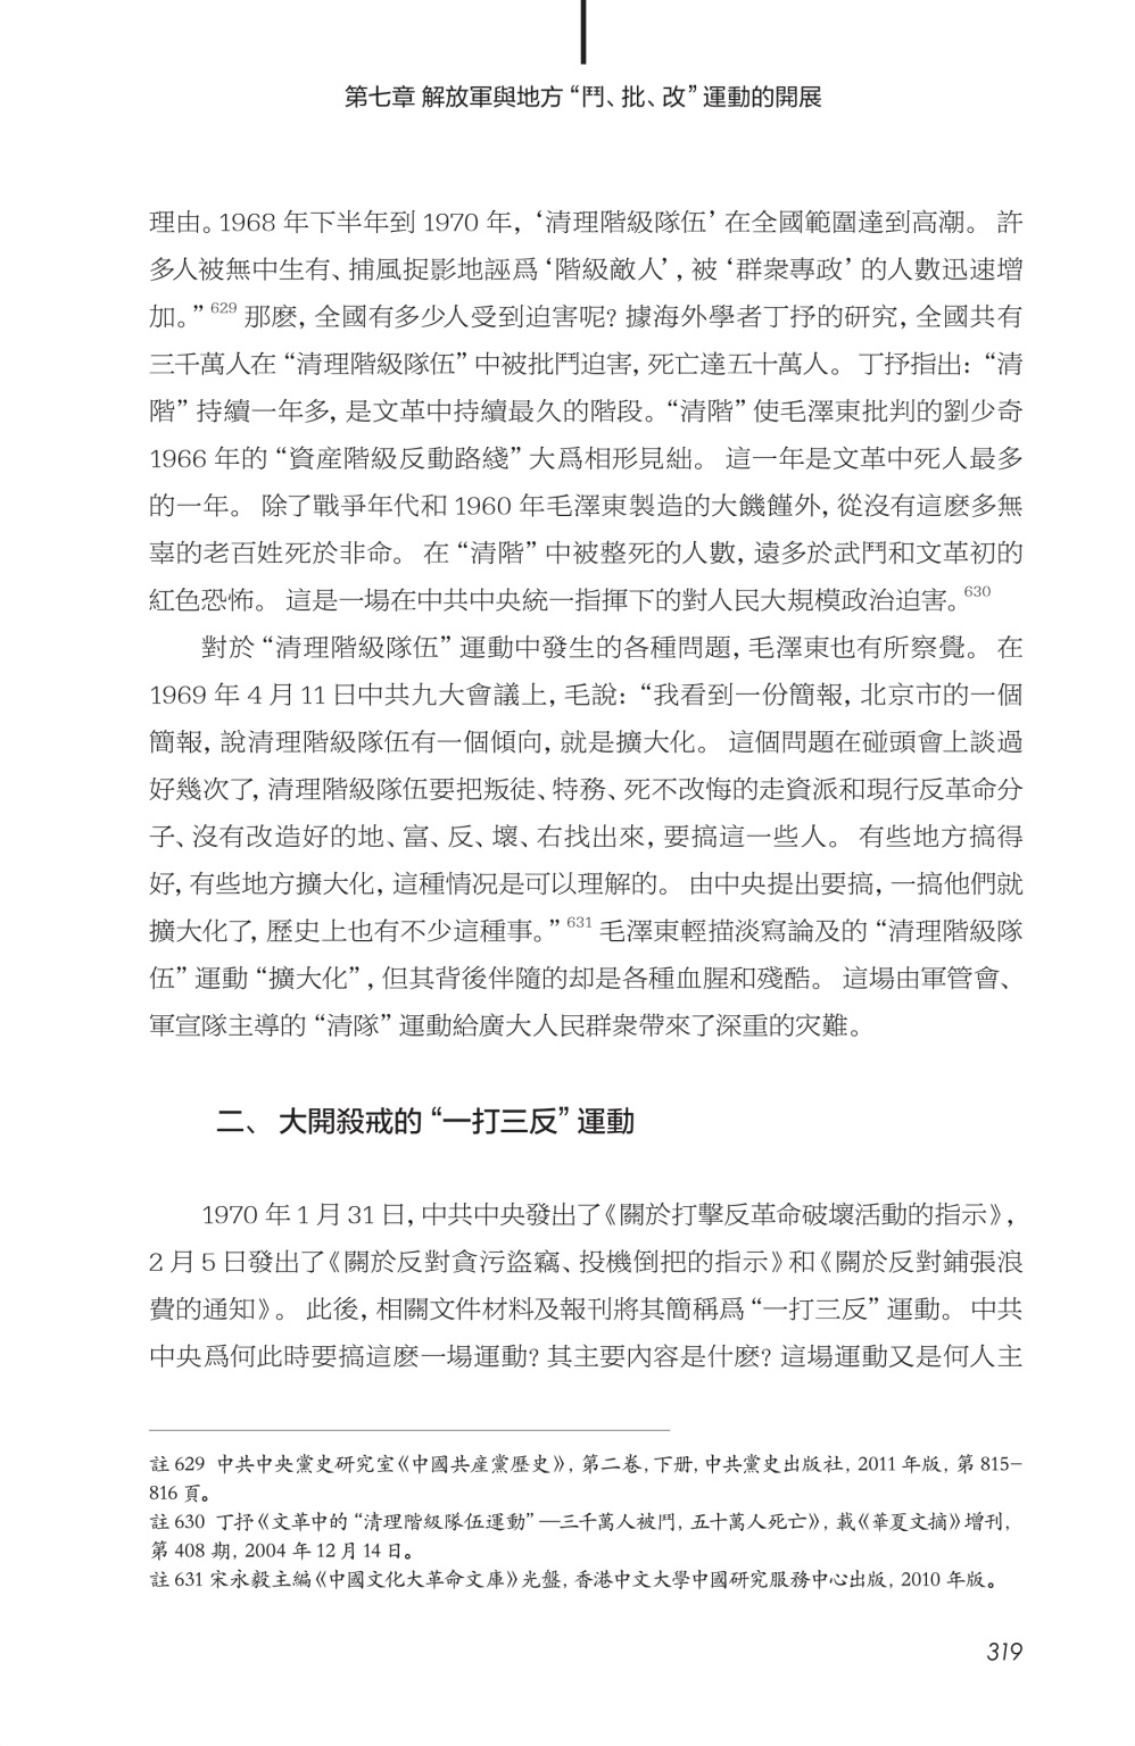 第七章 解放軍與地方“鬥、批、改”運動的開展
理由。1968 年下半年到 1970 年，‘清理階級隊伍’在全國範圍達到高潮。 許
多人被無中生有、捕風捉影地誣爲‘階級敵人’，被‘群衆專政’的人數迅速增
加。”629 那麽，全國有多少人受到迫害呢？據海外學者丁抒的研究，全國共有
三千萬人在“清理階級隊伍”中被批鬥迫害，死亡達五十萬人。 丁抒指出：“清
階”持續一年多，是文革中持續最久的階段。“清階”使毛澤東批判的劉少奇
1966 年的“資産階級反動路綫”大爲相形見絀。 這一年是文革中死人最多
的一年。 除了戰爭年代和 1960 年毛澤東製造的大饑饉外，從沒有這麽多無
辜的老百姓死於非命。 在“清階”中被整死的人數，遠多於武鬥和文革初的
紅色恐怖。 這是一場在中共中央統一指揮下的對人民大規模政治迫害。630
對於“清理階級隊伍”運動中發生的各種問題，毛澤東也有所察覺。 在
1969 年 4 月 11 日中共九大會議上，毛說：“我看到一份簡報，北京市的一個
簡報，說清理階級隊伍有一個傾向，就是擴大化。 這個問題在碰頭會上談過
好幾次了，清理階級隊伍要把叛徒、特務、死不改悔的走資派和現行反革命分
子、沒有改造好的地、富、反、壞、右找出來，要搞這一些人。 有些地方搞得
好，有些地方擴大化，這種情況是可以理解的。 由中央提出要搞，一搞他們就
擴大化了，歷史上也有不少這種事。”631 毛澤東輕描淡寫論及的“清理階級隊
伍”運動“擴大化”，但其背後伴隨的却是各種血腥和殘酷。 這場由軍管會、
軍宣隊主導的“清隊”運動給廣大人民群衆帶來了深重的灾難。
二、 大開殺戒的“一打三反”運動
1970 年 1 月 31 日，中共中央發出了《關於打擊反革命破壞活動的指示》，
2 月 5 日發出了《關於反對貪污盜竊、投機倒把的指示》和《關於反對鋪張浪
費的通知》。 此後，相關文件材料及報刊將其簡稱爲“一打三反”運動。 中共
中央爲何此時要搞這麽一場運動？其主要內容是什麽？這場運動又是何人主
註 629 中共中央黨史研究室《中國共産黨歷史》，第二卷，下册，中共黨史出版社，2011 年版，第 815–
816 頁。
註 630 丁抒《文革中的“清理階級隊伍運動”—三千萬人被鬥，五十萬人死亡》，載《華夏文摘》增刊，
第 408 期，2004 年 12 月 14 日。
註 631 宋永毅主編《中國文化大革命文庫》光盤，香港中文大學中國研究服務中心出版，2010 年版。
319